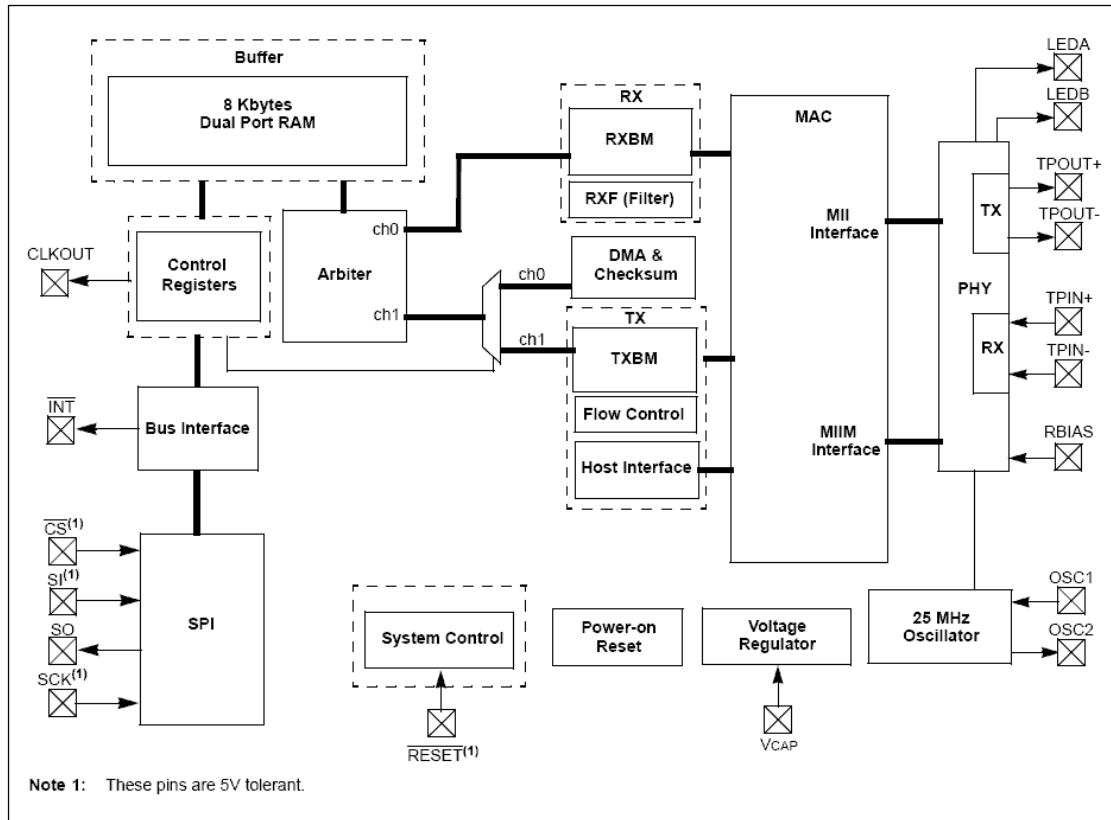 Buffer
8 Kbytes
Dual Port RAM
RX
RXBM
RXF (Filter)
MAC
MII
Interface
MIIM
Interface
LEDA
LEDB
TPOUT+
TPOUT-
TX
PHY
TPIN+
TPIN-
RX
RBIAS
CLKOUT
Control
Registers
Arbiter
ch0
ch1
ch0
ch1
DMA &
Checksum
TX
TXBM
Flow Control
Host Interface
INT
Bus Interface
CS(1)
SI(1)
SO
SCK(1)
SPI
System Control
RESET(1)
Power-on
Reset
Voltage
Regulator
VCAP
25 MHz
Oscillator
OSC1
OSC2
Note 1: These pins are 5V tolerant.